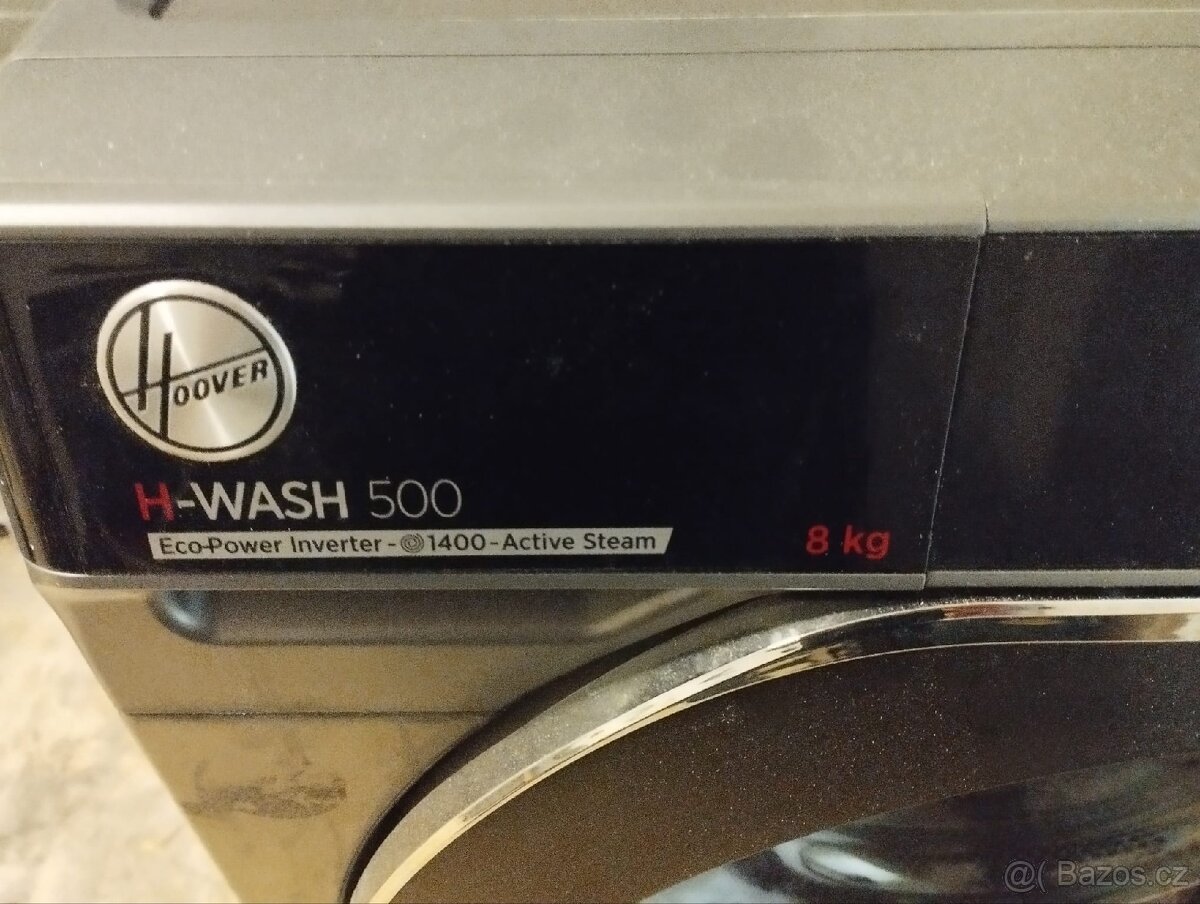 HOOVER
H-WASH 500
Eco-Power Inverter - 1400 - Active Steam
8 kg
@( Bazos.cz